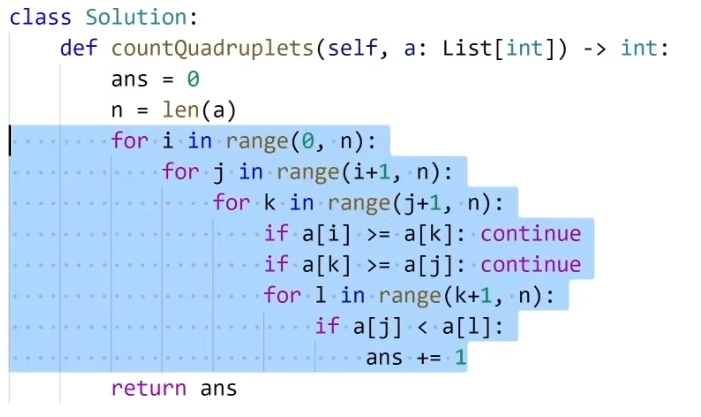 class Solution:
    def countQuadruplets(self, a: List[int]) -> int:
        ans = 0
        n = len(a)
        for i in range(0, n):
            for j in range(i+1, n):
                for k in range(j+1, n):
                    if a[i] >= a[k]: continue
                    if a[k] >= a[j]: continue
                    for l in range(k+1, n):
                        if a[j] < a[l]:
                            ans += 1
        return ans